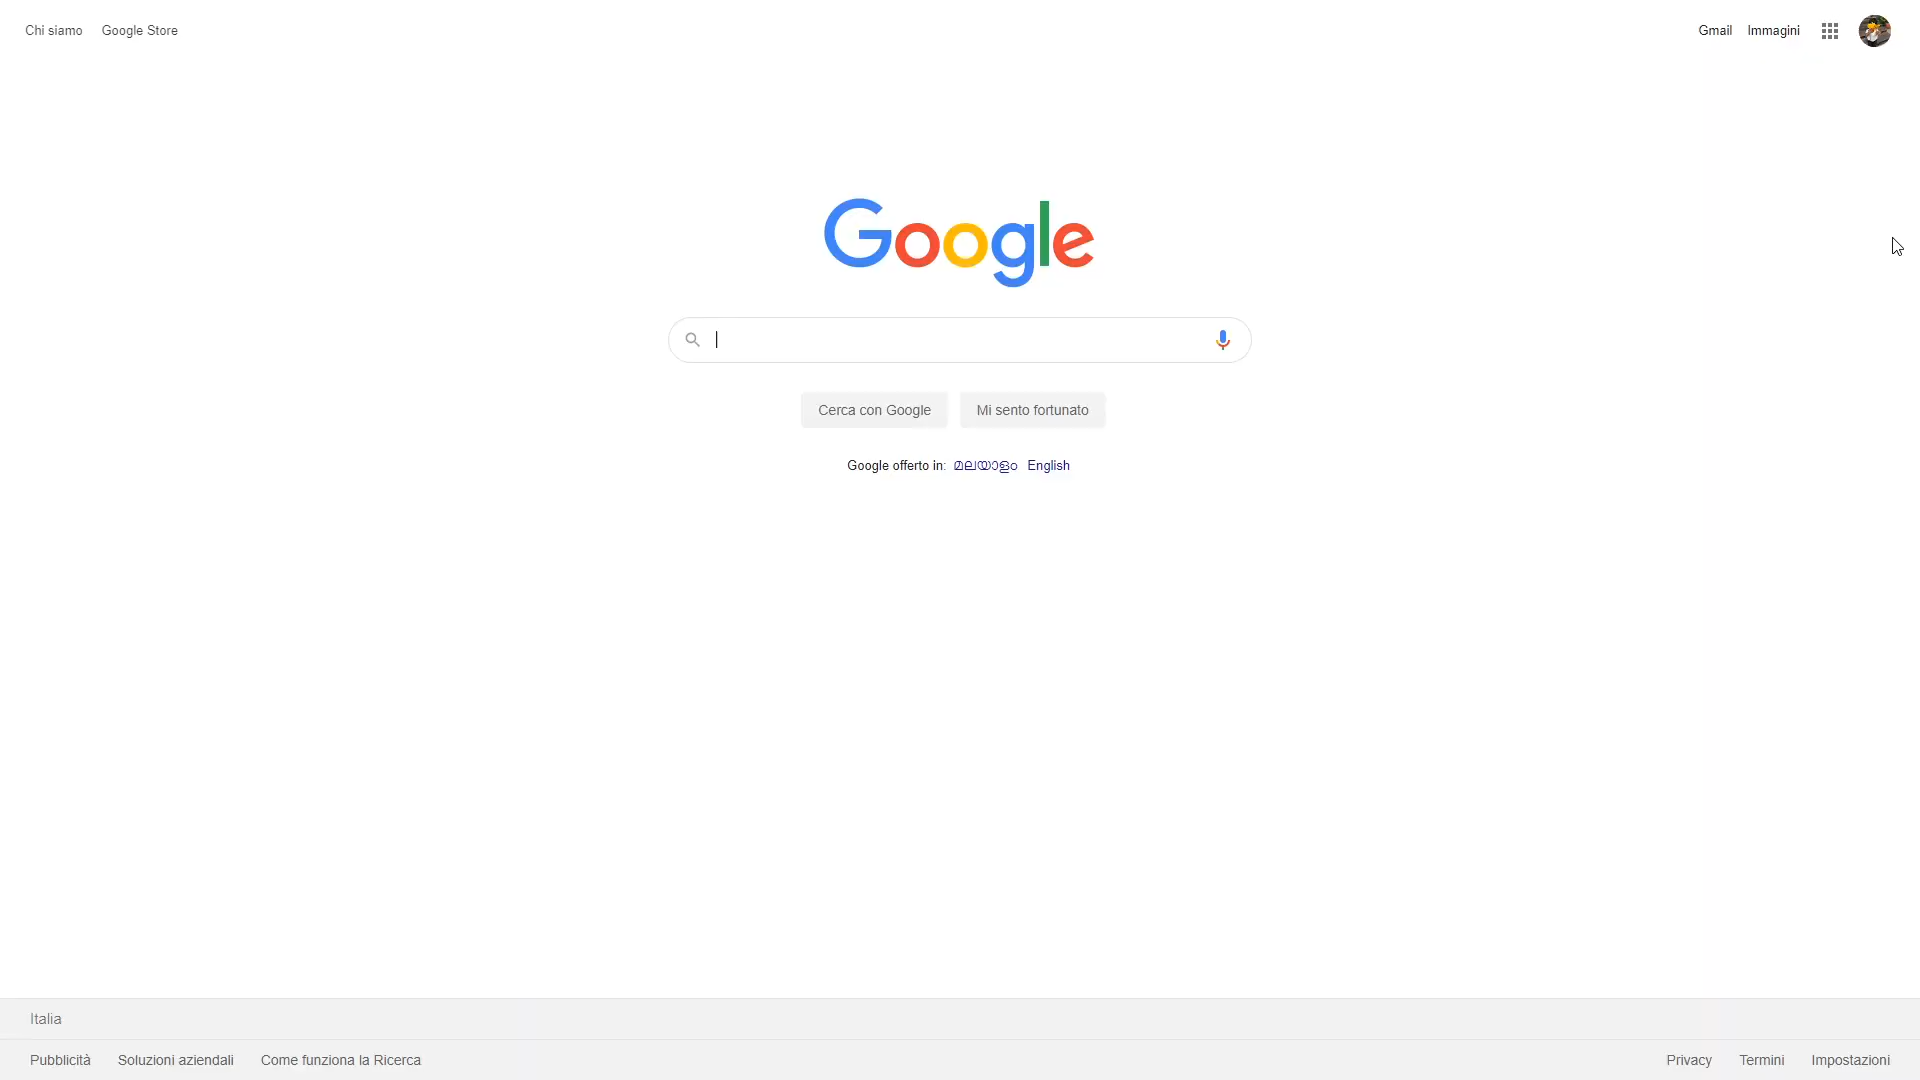 Chi siamo Google Store Gmail Immagini
Google
Cerca con Google Mi sento fortunato
Google offerto in: മലയാളം English
Italia
Pubblicità Soluzioni aziendali Come funziona la Ricerca Privacy Termini Impostazioni